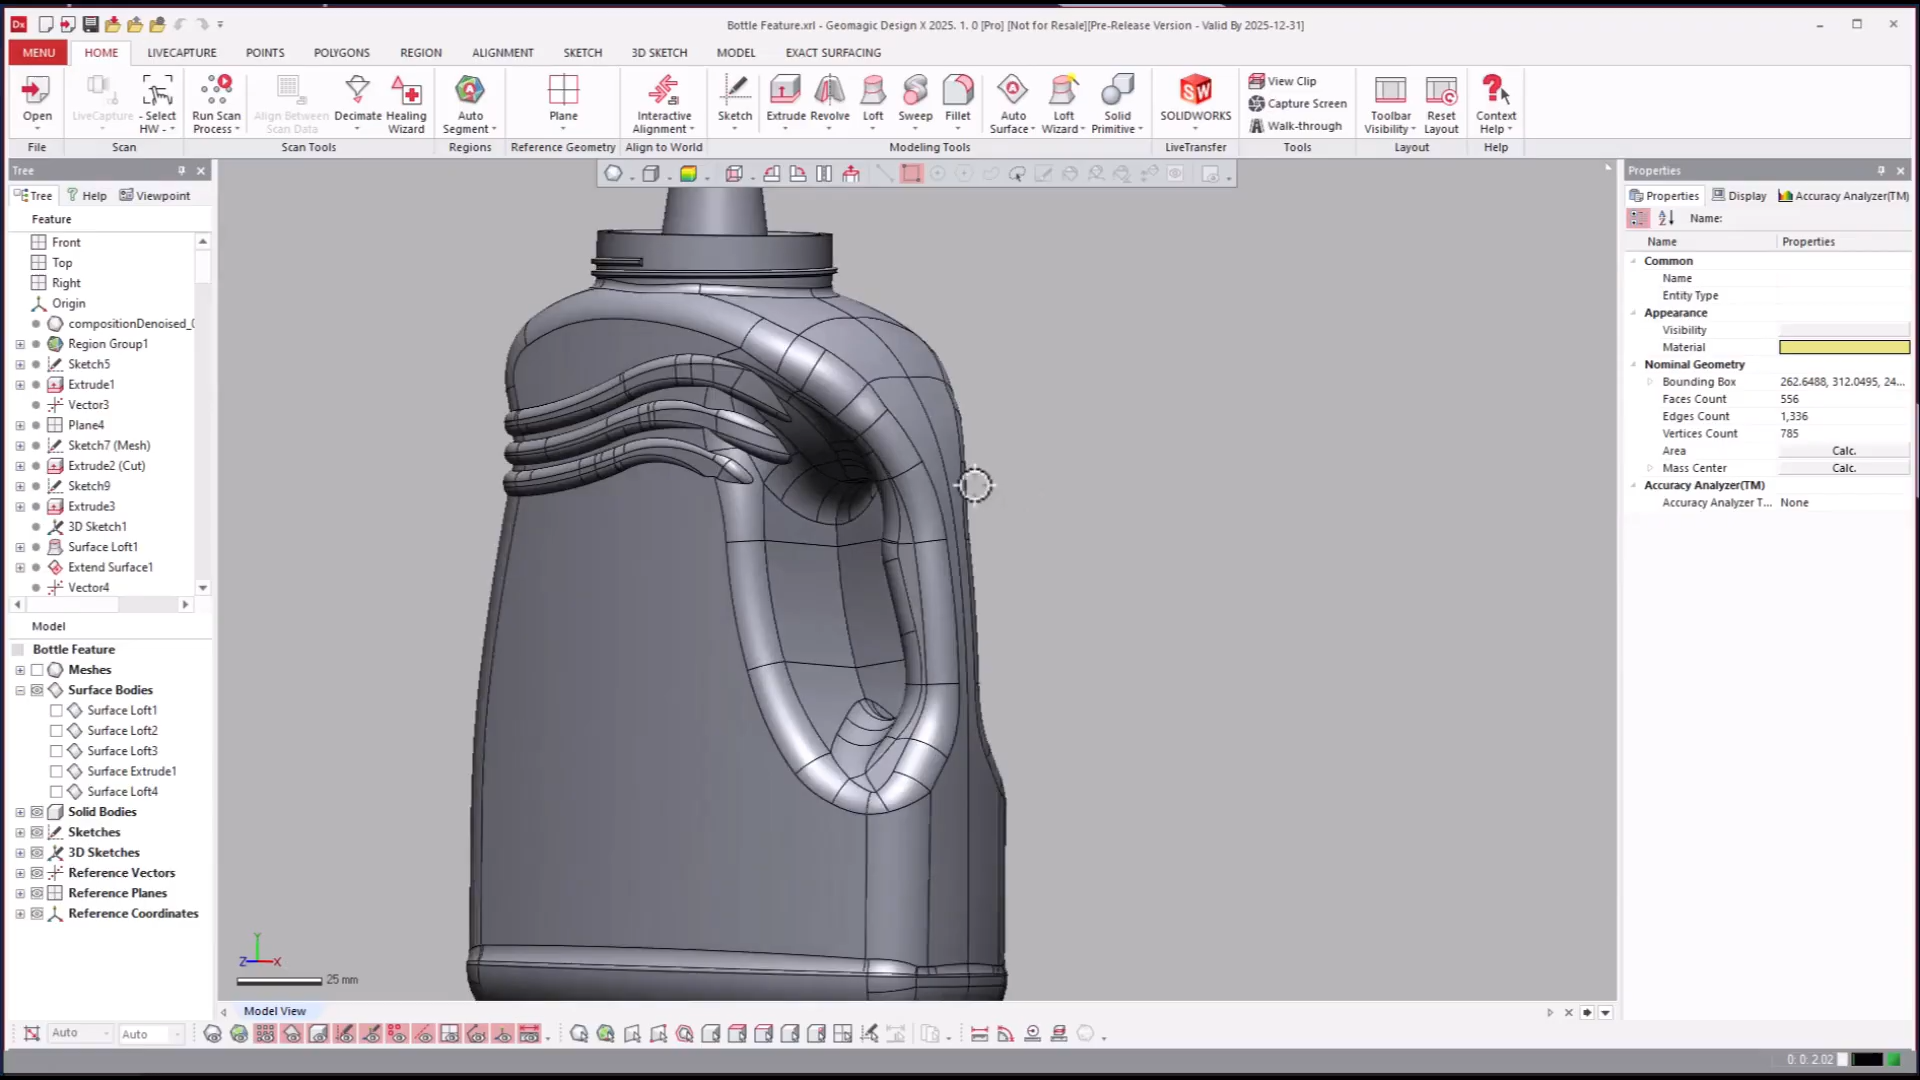 Bottle Feature.xrl - Geomagic Design X 2025. 1. 0 [Pro] [Not for Resale][Pre-Release Version - Valid By 2025-12-31]
MENU HOME LIVECAPTURE POINTS POLYGONS REGION ALIGNMENT SKETCH 3D SKETCH MODEL EXACT SURFACING
Open LiveCapture Select HW Run Scan Process Align Between Scan Data Decimate Healing Wizard Auto Segment Plane Interactive Alignment Sketch Extrude Revolve Loft Sweep Fillet Auto Surface Loft Wizard Solid Primitive SOLIDWORKS View Clip Capture Screen Walk-through Toolbar Visibility Reset Layout Context Help
File Scan Scan Tools Regions Reference Geometry Align to World Modeling Tools LiveTransfer Tools Layout Help
Tree
Tree Help Viewpoint
Feature
Front
Top
Right
Origin
compositionDenoised_
Region Group1
Sketch5
Extrude1
Vector3
Plane4
Sketch7 (Mesh)
Extrude2 (Cut)
Sketch9
Extrude3
3D Sketch1
Surface Loft1
Extend Surface1
Vector4
Model
Bottle Feature
Meshes
Surface Bodies
Surface Loft1
Surface Loft2
Surface Loft3
Surface Extrude1
Surface Loft4
Solid Bodies
Sketches
3D Sketches
Reference Vectors
Reference Planes
Reference Coordinates
Y
Z X
25 mm
Model View
Properties
Properties Display Accuracy Analyzer(TM)
Name:
Name Properties
Common
Name
Entity Type
Appearance
Visibility
Material
Nominal Geometry
Bounding Box 262.6488, 312.0495, 24...
Faces Count 556
Edges Count 1,336
Vertices Count 785
Area Calc.
Mass Center Calc.
Accuracy Analyzer(TM)
Accuracy Analyzer T... None
Auto Auto
0: 0: 2.02